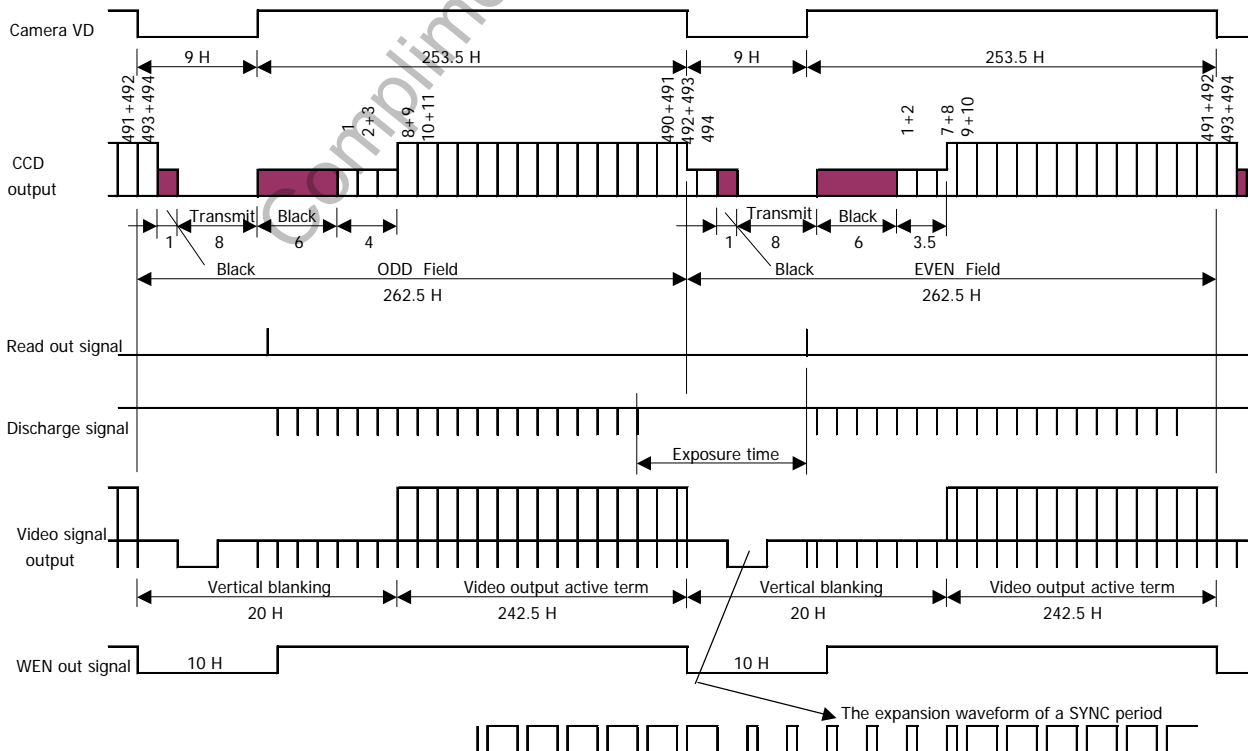 Complim
Camera VD
9 H
253.5 H
9 H
253.5 H
491+492
493+494
1
2+3
8+9
10+11
490+491
492+493
494
1+2
7+8
9+10
491+492
493+494
CCD
output
Transmit
Black
Transmit
Black
1
8
6
4
1
8
6
3.5
Black
ODD Field
Black
EVEN Field
262.5 H
262.5 H
Read out signal
Discharge signal
Exposure time
Video signal
output
Vertical blanking
Video output active term
Vertical blanking
Video output active term
20 H
242.5 H
20 H
242.5 H
WEN out signal
10 H
10 H
The expansion waveform of a SYNC period